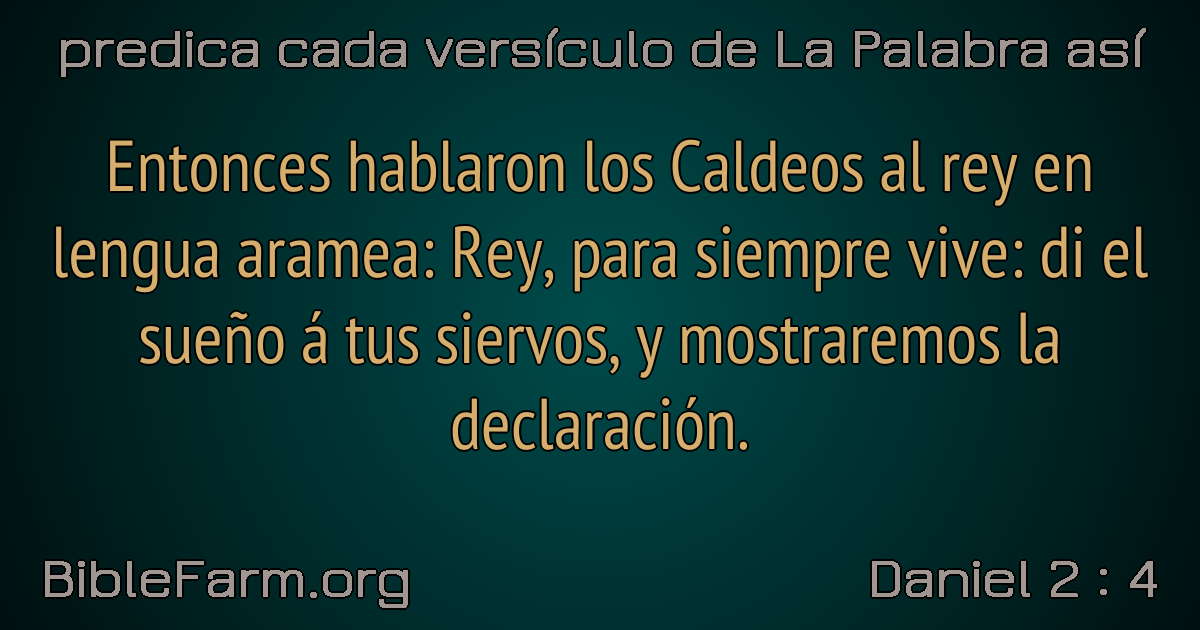 predica cada versículo de La Palabra así
Entonces hablaron los Caldeos al rey en
lengua aramea: Rey, para siempre vive: di el
sueño á tus siervos, y mostraremos la
declaración.
BibleFarm.org
Daniel 2 : 4